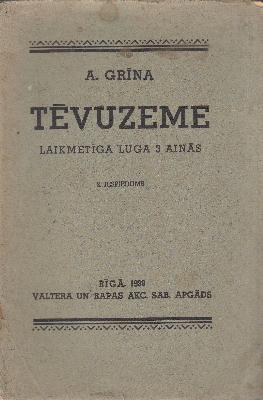 A. GRĪNA
TĒVUZEME
LAIKMETĪGA LUGA 3 AINĀS
2. IESPIEDUMS
RĪGĀ, 1939
VALTERA UN RAPAS AKC. SAB. APGĀDS